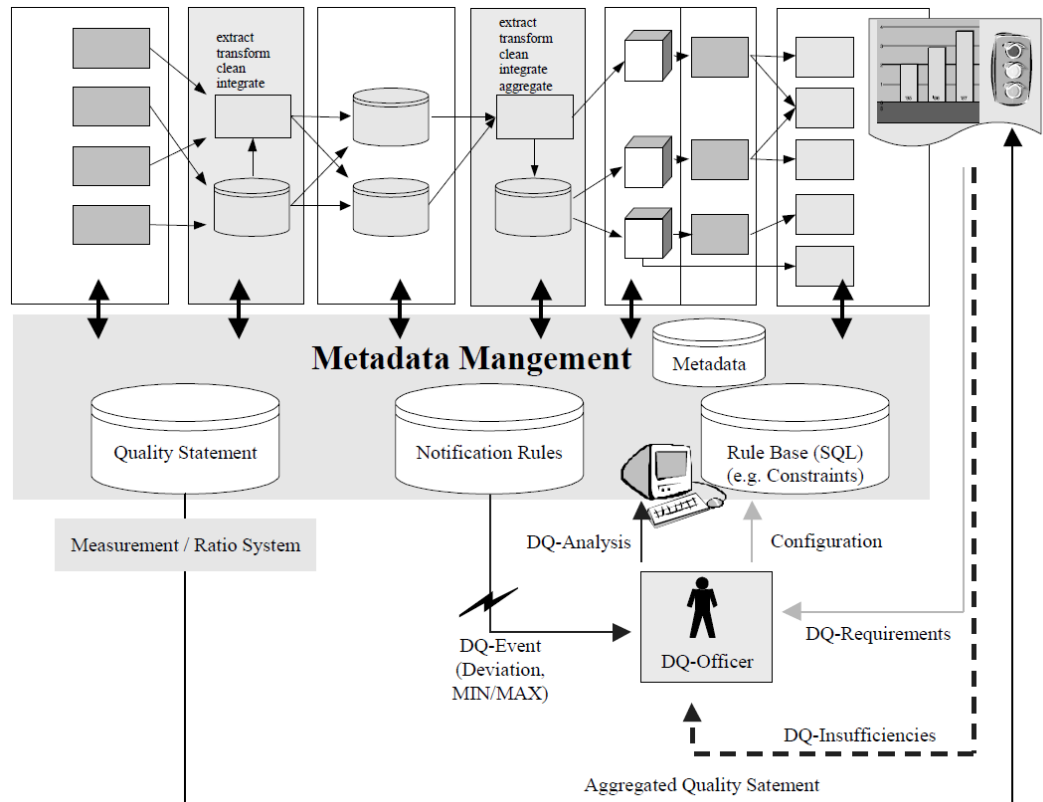 extract
transform
clean
integrate
extract
transform
clean
integrate
aggregate
Metadata Mangement
Metadata
Quality Statement
Notification Rules
Rule Base (SQL)
(e.g. Constraints)
Measurement / Ratio System
DQ-Analysis
Configuration
DQ-Event
(Deviation,
MIN/MAX)
DQ-Officer
DQ-Requirements
DQ-Insufficiencies
Aggregated Quality Satement